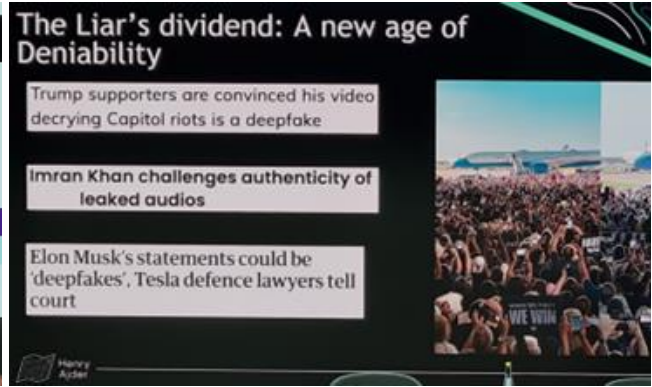 The Liar's dividend: A new age of
Deniability
Trump supporters are convinced his video
decrying Capitol riots is a deepfake
Imran Khan challenges authenticity of
leaked audios
Elon Musk's statements could be
'deepfakes', Tesla defence lawyers tell
court
WE WIN
Henry
Ajder